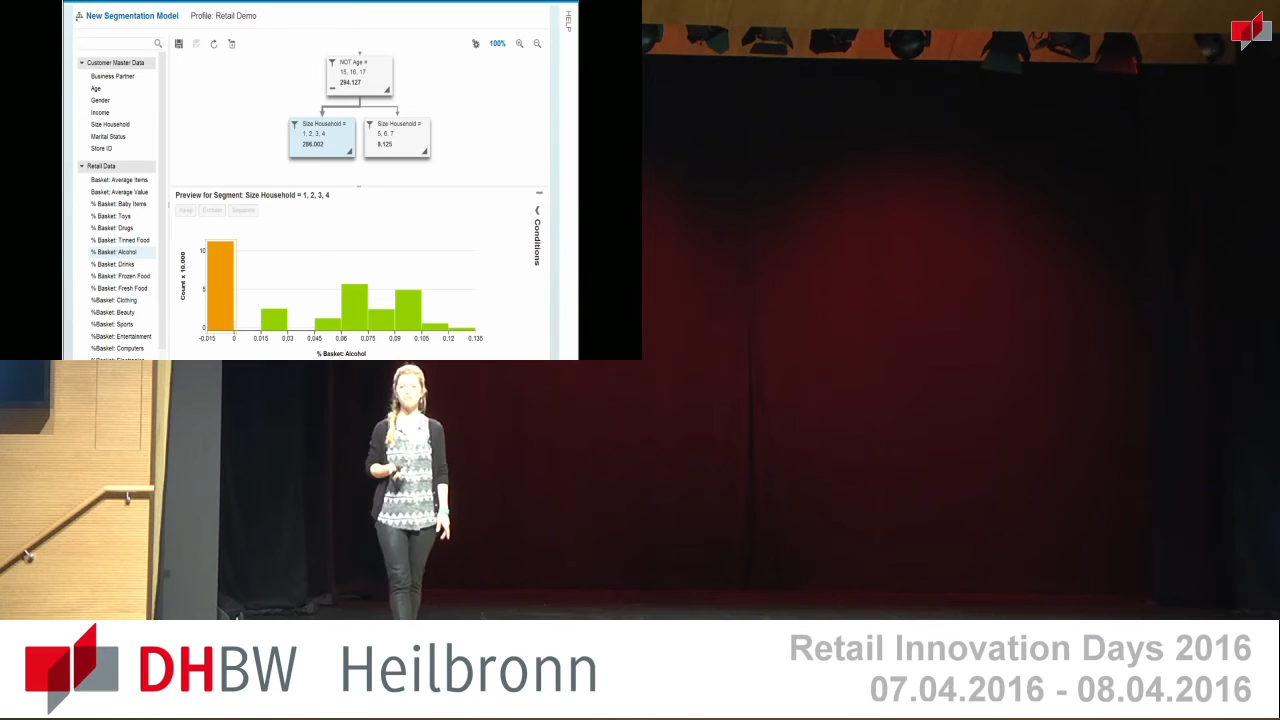 New Segmentation Model Profile: Retail Demo
HELP
100%
Customer Master Data
Business Partner
Age
Gender
Income
Size Household
Marital Status
Store ID
Retail Data
Basket: Average Items
Basket: Average Value
% Basket: Baby Items
% Basket: Toys
% Basket: Drugs
% Basket: Tinned Food
% Basket: Alcohol
% Basket: Drinks
% Basket: Frozen Food
% Basket: Fresh Food
%Basket: Clothing
%Basket: Beauty
%Basket: Sports
%Basket: Entertainment
%Basket: Computers
NOT Age =
15, 16, 17
294.127
Size Household =
1, 2, 3, 4
286.002
Size Household =
5, 6, 7
8.125
Preview for Segment: Size Household = 1, 2, 3, 4
Keep Exclude Separate
Conditions
Count x 10.000
10
5
0
-0,015 0 0,015 0,03 0,045 0,06 0,075 0,09 0,105 0,12 0,135
% Basket: Alcohol
DHBW Heilbronn
Retail Innovation Days 2016
07.04.2016 - 08.04.2016